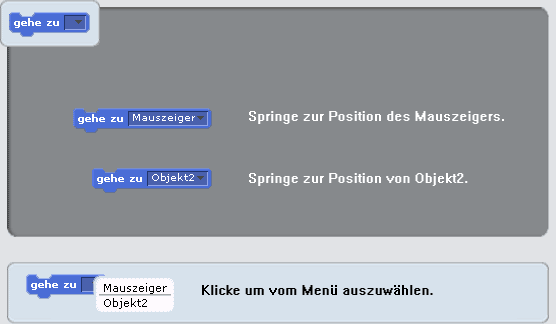 gehe zu
gehe zu Mauszeiger Springe zur Position des Mauszeigers.
gehe zu Objekt2 Springe zur Position von Objekt2.
gehe zu
Mauszeiger
Objekt2
Klicke um vom Menü auszuwählen.